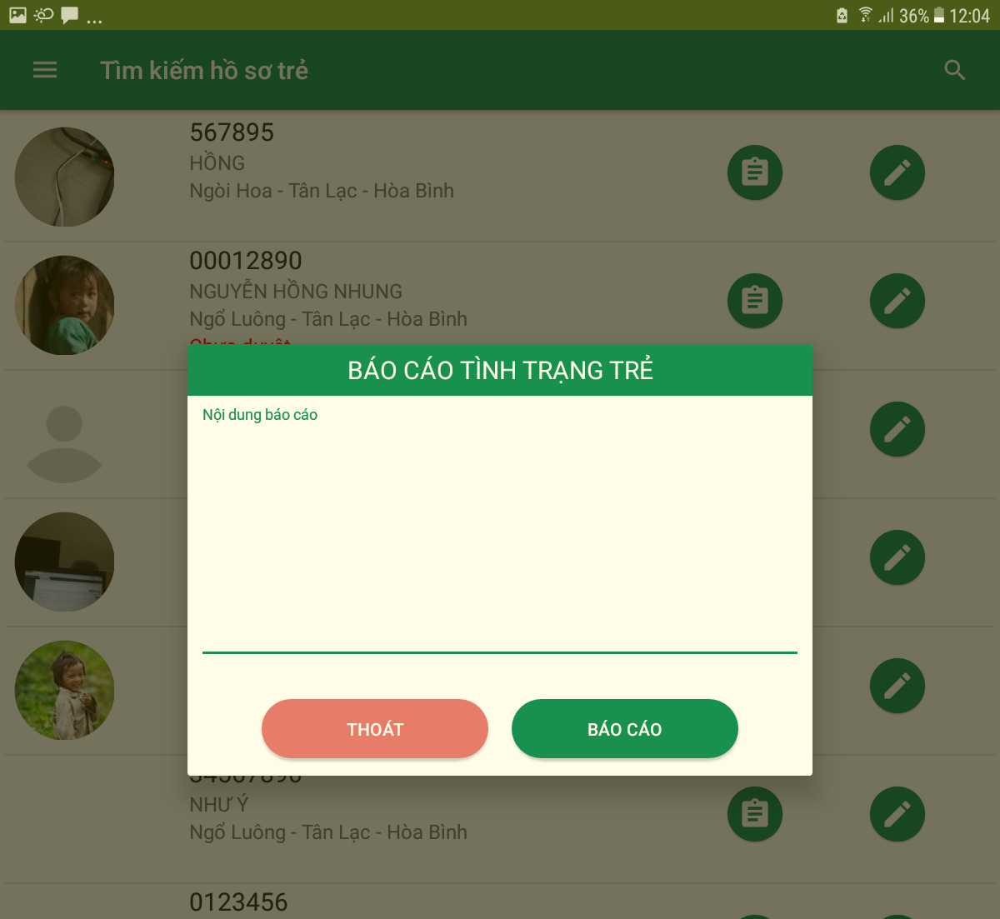 36% 12:04
Tìm kiếm hồ sơ trẻ
567895
HỒNG
Ngòi Hoa - Tân Lạc - Hòa Bình
00012890
NGUYỄN HỒNG NHUNG
Ngổ Luông - Tân Lạc - Hòa Bình
Chưa duyệt
BÁO CÁO TÌNH TRẠNG TRẺ
Nội dung báo cáo
THOÁT
BÁO CÁO
NHƯ Ý
Ngổ Luông - Tân Lạc - Hòa Bình
0123456